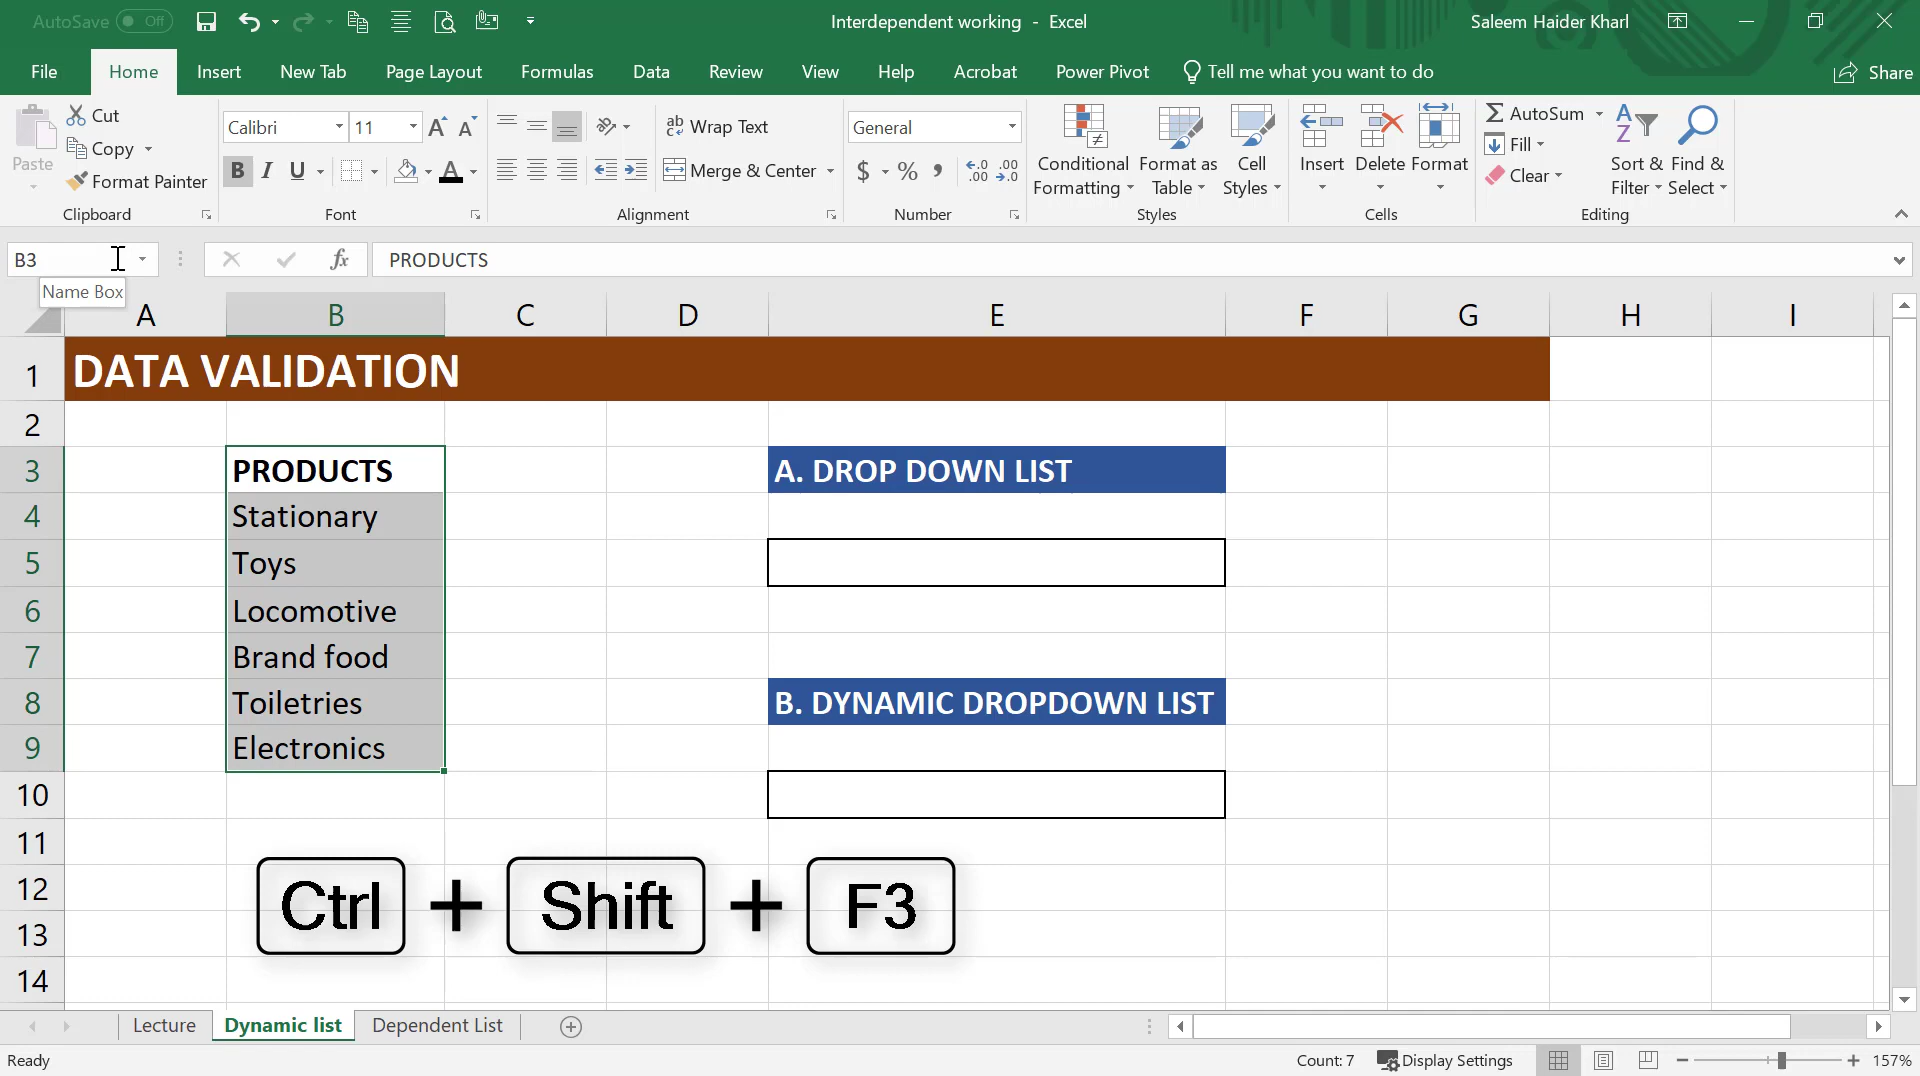 AutoSave Off
Interdependent working - Excel
Saleem Haider Kharl
File Home Insert New Tab Page Layout Formulas Data Review View Help Acrobat Power Pivot Tell me what you want to do Share
Paste
Cut
Copy
Format Painter
Clipboard
Calibri 11
B I U
Font
Wrap Text
Merge & Center
Alignment
General
$ % ,
Number
Conditional Formatting
Format as Table
Cell Styles
Styles
Insert
Delete
Format
Cells
AutoSum
Fill
Clear
Sort & Filter
Find & Select
Editing
B3 fx PRODUCTS
Name Box
A B C D E F G H I
1 DATA VALIDATION
2
3 PRODUCTS A. DROP DOWN LIST
4 Stationary
5 Toys
6 Locomotive
7 Brand food
8 Toiletries B. DYNAMIC DROPDOWN LIST
9 Electronics
10
11
12
13
14
Ctrl + Shift + F3
Lecture Dynamic list Dependent List
Ready Count: 7 Display Settings 157%